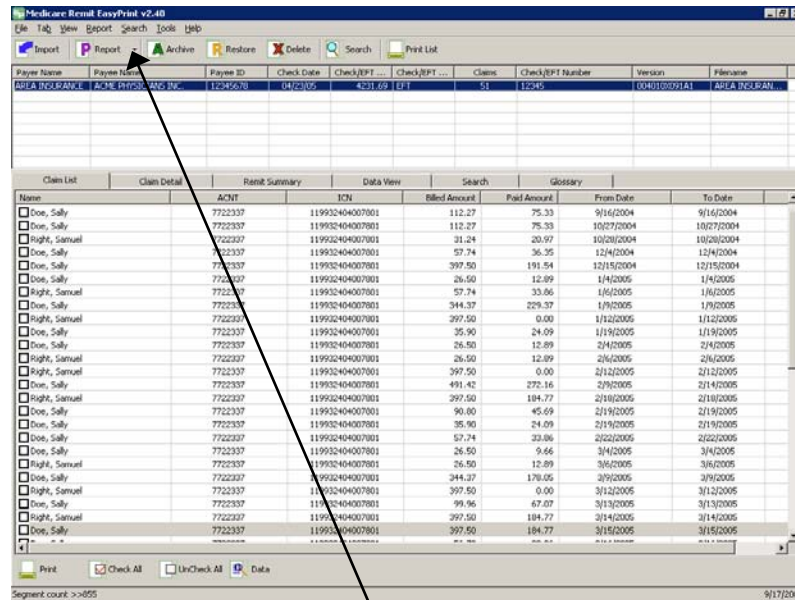 Medicare Remit EasyPrint v2.40
File Tab View Report Search Tools Help
Import Report Archive Restore Delete Search Print List
Payer Name Payee Name Payee ID Check Date Check/EFT ... Check/EFT ... Claims Check/EFT Number Version Filename
AREA INSURANCE ACME PHYSICIANS INC. 12345678 04/23/05 4231.69 EFT 51 12345 004010X091A1 AREA INSURAN...
Claim List Claim Detail Remit Summary Data View Search Glossary
Name ACNT ICN Billed Amount Paid Amount From Date To Date
Doe, Sally 7722337 119932404007801 112.27 75.33 9/16/2004 9/16/2004
Doe, Sally 7722337 119932404007801 112.27 75.33 10/27/2004 10/27/2004
Right, Samuel 7722337 119932404007801 31.24 20.97 10/28/2004 10/28/2004
Doe, Sally 7722337 119932404007801 57.74 36.35 12/4/2004 12/4/2004
Doe, Sally 7722337 119932404007801 397.50 191.54 12/15/2004 12/15/2004
Doe, Sally 7722337 119932404007801 26.50 12.89 1/4/2005 1/4/2005
Right, Samuel 7722337 119932404007801 57.74 33.86 1/6/2005 1/6/2005
Doe, Sally 7722337 119932404007801 344.37 229.37 1/9/2005 1/9/2005
Right, Samuel 7722337 119932404007801 397.50 0.00 1/12/2005 1/12/2005
Doe, Sally 7722337 119932404007801 35.90 24.09 1/19/2005 1/19/2005
Doe, Sally 7722337 119932404007801 26.50 12.89 2/4/2005 2/4/2005
Right, Samuel 7722337 119932404007801 26.50 12.89 2/6/2005 2/6/2005
Right, Samuel 7722337 119932404007801 397.50 0.00 2/12/2005 2/12/2005
Doe, Sally 7722337 119932404007801 491.42 272.16 2/9/2005 2/14/2005
Right, Samuel 7722337 119932404007801 397.50 184.77 2/18/2005 2/18/2005
Doe, Sally 7722337 119932404007801 90.80 45.69 2/19/2005 2/19/2005
Doe, Sally 7722337 119932404007801 35.90 24.09 2/19/2005 2/19/2005
Doe, Sally 7722337 119932404007801 57.74 33.86 2/22/2005 2/22/2005
Doe, Sally 7722337 119932404007801 26.50 9.66 3/4/2005 3/4/2005
Right, Samuel 7722337 119932404007801 26.50 12.89 3/6/2005 3/6/2005
Doe, Sally 7722337 119932404007801 344.37 178.05 3/9/2005 3/9/2005
Right, Samuel 7722337 119932404007801 397.50 0.00 3/12/2005 3/12/2005
Doe, Sally 7722337 119932404007801 99.96 67.07 3/13/2005 3/13/2005
Right, Samuel 7722337 119932404007801 397.50 184.77 3/14/2005 3/14/2005
Doe, Sally 7722337 119932404007801 397.50 184.77 3/15/2005 3/15/2005
Print Check All UnCheck All Data
Segment count >>855 9/17/20